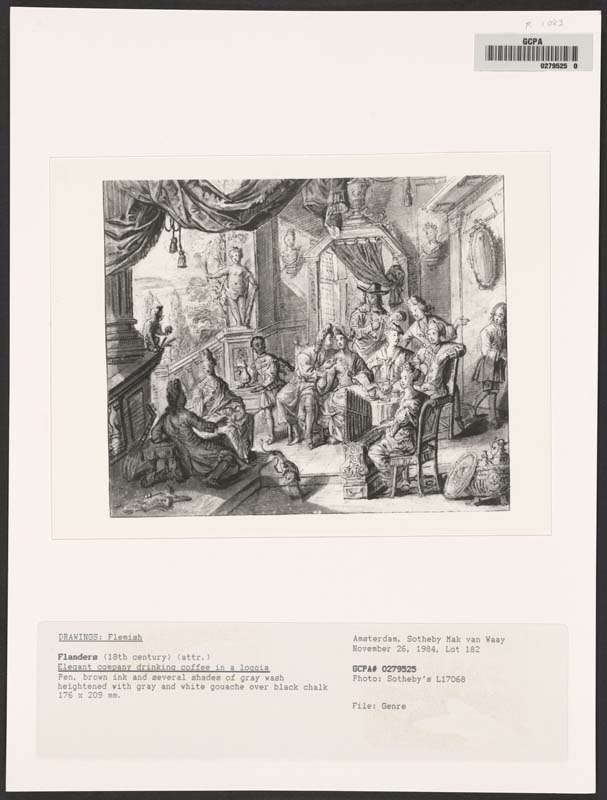 P. 1083
GCPA
0279525 0
DRAWINGS: Flemish
Flanders (18th century) (attr.)
Elegant company drinking coffee in a loggia
Pen, brown ink and several shades of gray wash
heightened with gray and white gouache over black chalk
176 x 209 mm.
Amsterdam, Sotheby Mak van Waay
November 26, 1984, Lot 182
GCPA# 0279525
Photo: Sotheby's L17068
File: Genre